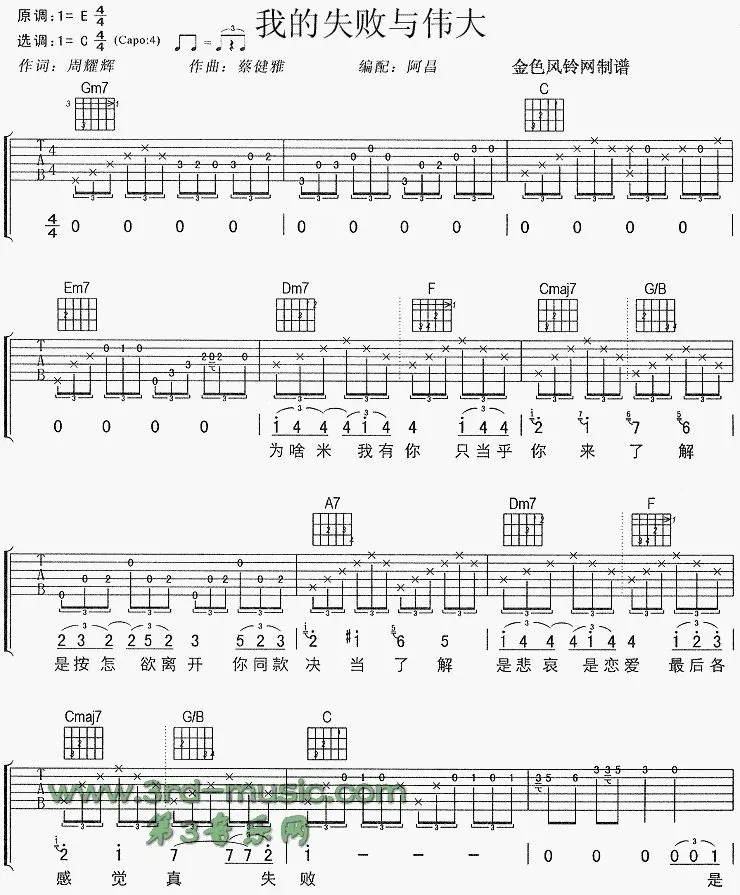 原调:1= E 4/4
我的失败与伟大
选调:1= C 4/4 (Capo:4)
作词:周耀辉 作曲:蔡健雅 编配:阿昌 金色风铃网制谱
Gm7 C
4/4 0 0 0 0 0 0 0 0 0 0 0 0
Em7 Dm7 F Cmaj7 G/B
0 0 0 0 i 4 4 4 i 4 i 4 4 2 i 7 6
为啥米 我有你 只当乎 你 来 了 解
A7 Dm7 F
2 3 2 2 5 2 3 5 2 3 2 #i 6 5 i 4 4 4 i 4 4 i 2 3
是按怎 欲离开 你同款 决 当 了 解 是悲哀 是恋爱 最后各
Cmaj7 G/B C
www.3rd-music.com
第3音乐网
2 i 7 7 7 2 i - - - 0 0 0 0 0 1
感 觉 真 失 败 是